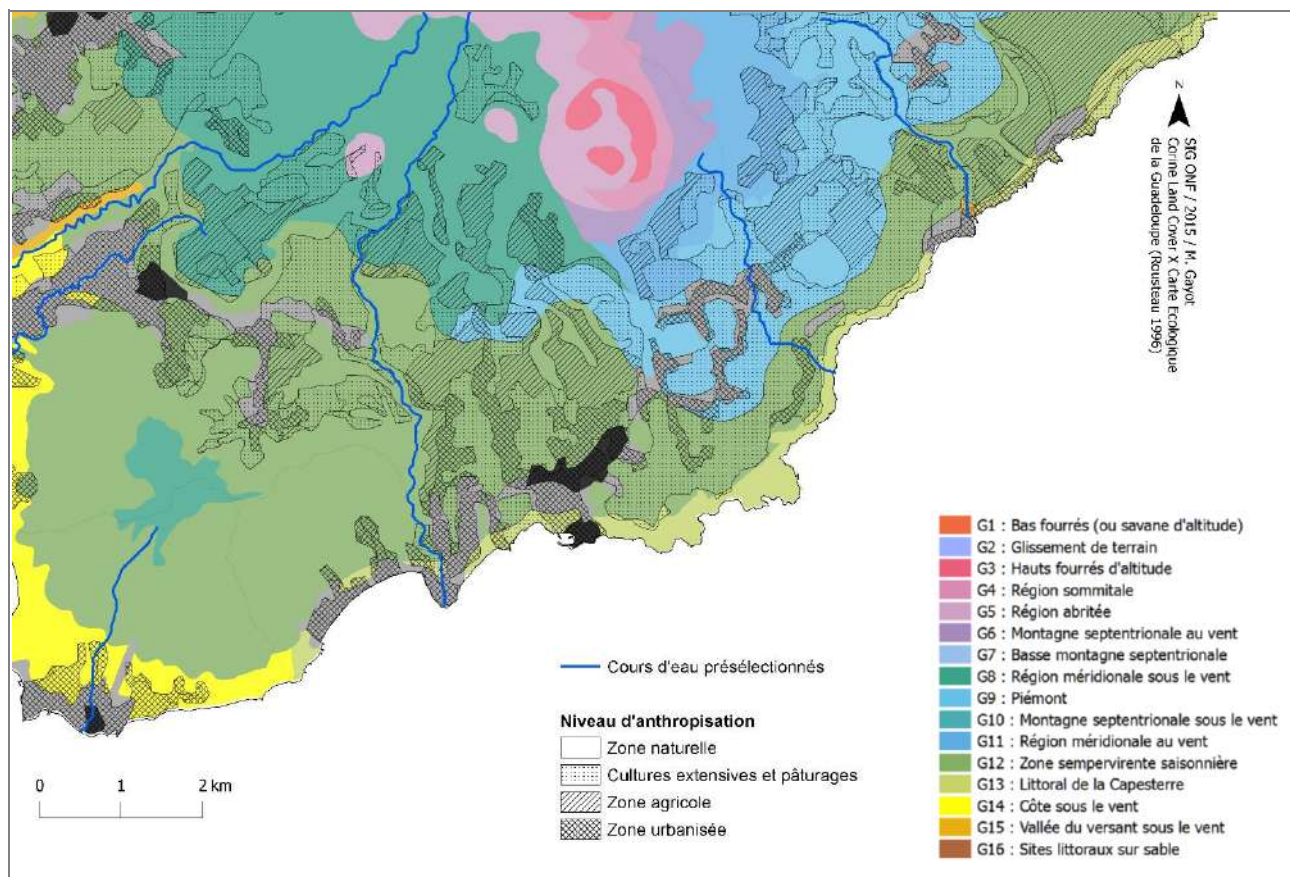 N
SIG ONF / 2015 / M. Gayot
Corine Land Cover X Carte Ecologique
de la Guadeloupe (Rousteau 1996)
Cours d'eau présélectionnés
Niveau d'anthropisation
Zone naturelle
Cultures extensives et pâturages
Zone agricole
Zone urbanisée
0 1 2 km
G1 : Bas fourrés (ou savane d'altitude)
G2 : Glissement de terrain
G3 : Hauts fourrés d'altitude
G4 : Région sommitale
G5 : Région abritée
G6 : Montagne septentrionale au vent
G7 : Basse montagne septentrionale
G8 : Région méridionale sous le vent
G9 : Piémont
G10 : Montagne septentrionale sous le vent
G11 : Région méridionale au vent
G12 : Zone sempervirente saisonnière
G13 : Littoral de la Capesterre
G14 : Côte sous le vent
G15 : Vallée du versant sous le vent
G16 : Sites littoraux sur sable